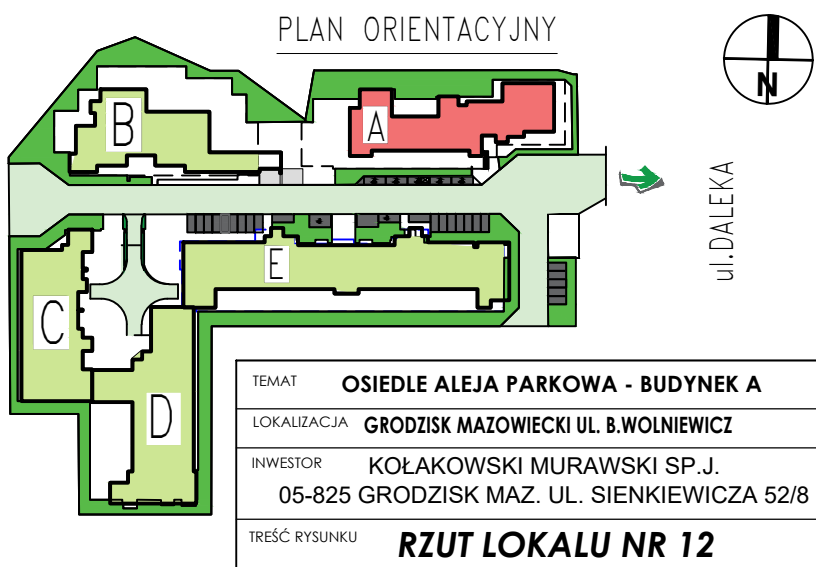 PLAN ORIENTACYJNY
N
B
A
ul.DALEKA
E
C
D
TEMAT OSIEDLE ALEJA PARKOWA - BUDYNEK A
LOKALIZACJA GRODZISK MAZOWIECKI UL. B.WOLNIEWICZ
INWESTOR KOŁAKOWSKI MURAWSKI SP.J.
05-825 GRODZISK MAZ. UL. SIENKIEWICZA 52/8
TREŚĆ RYSUNKU RZUT LOKALU NR 12